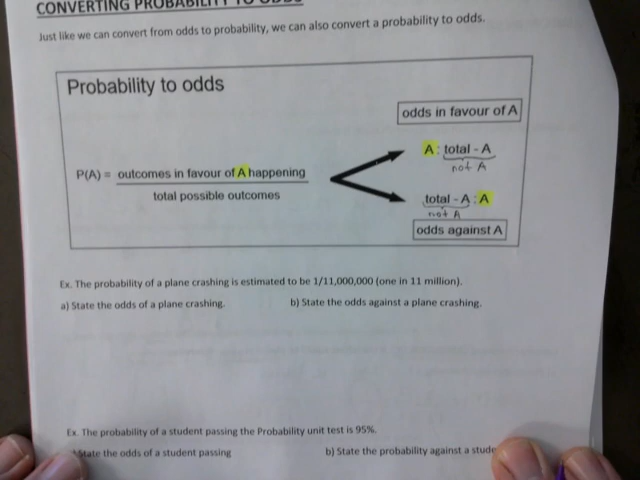 CONVERTING PROBABILITY TO ODDS
Just like we can convert from odds to probability, we can also convert a probability to odds.
Probability to odds
odds in favour of A
A : total - A
not A
P(A) = outcomes in favour of A happening
total possible outcomes
total - A : A
not A
odds against A
Ex. The probability of a plane crashing is estimated to be 1/11,000,000 (one in 11 million).
a) State the odds of a plane crashing. b) State the odds against a plane crashing.
Ex. The probability of a student passing the Probability unit test is 95%.
State the odds of a student passing b) State the probability against a stude